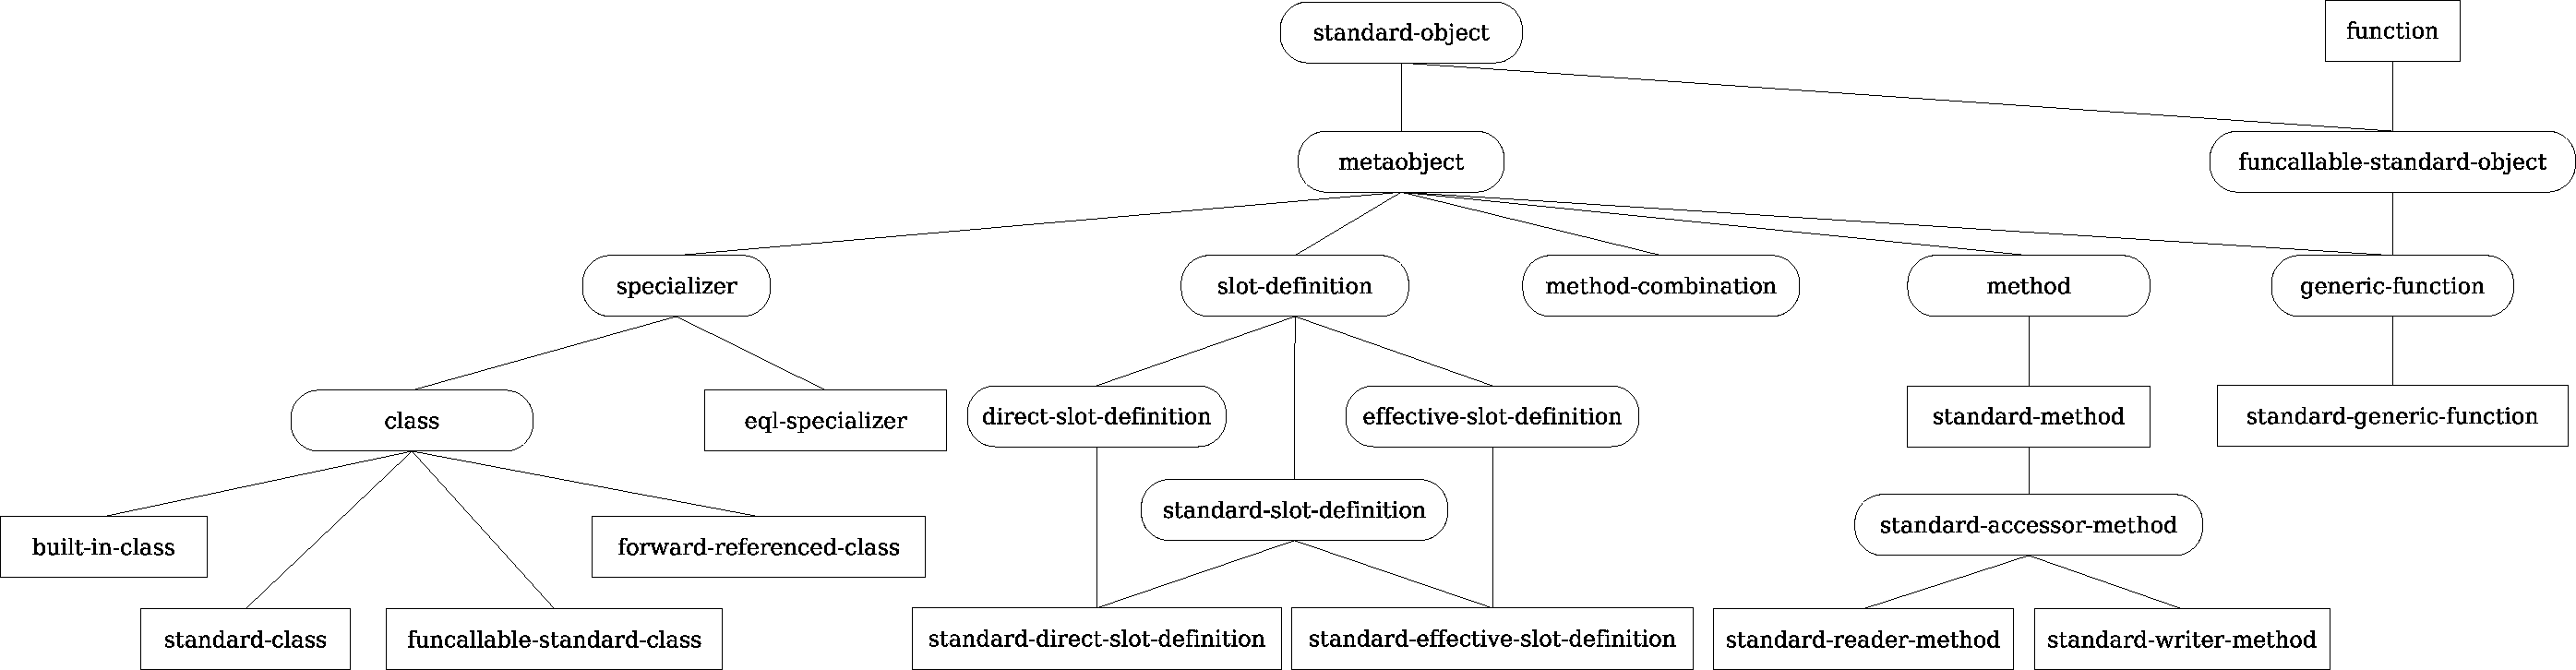 standard-object
function
metaobject
funcallable-standard-object
specializer
slot-definition
method-combination
method
generic-function
class
eql-specializer
direct-slot-definition
effective-slot-definition
standard-method
standard-generic-function
standard-slot-definition
standard-accessor-method
built-in-class
forward-referenced-class
standard-class
funcallable-standard-class
standard-direct-slot-definition
standard-effective-slot-definition
standard-reader-method
standard-writer-method